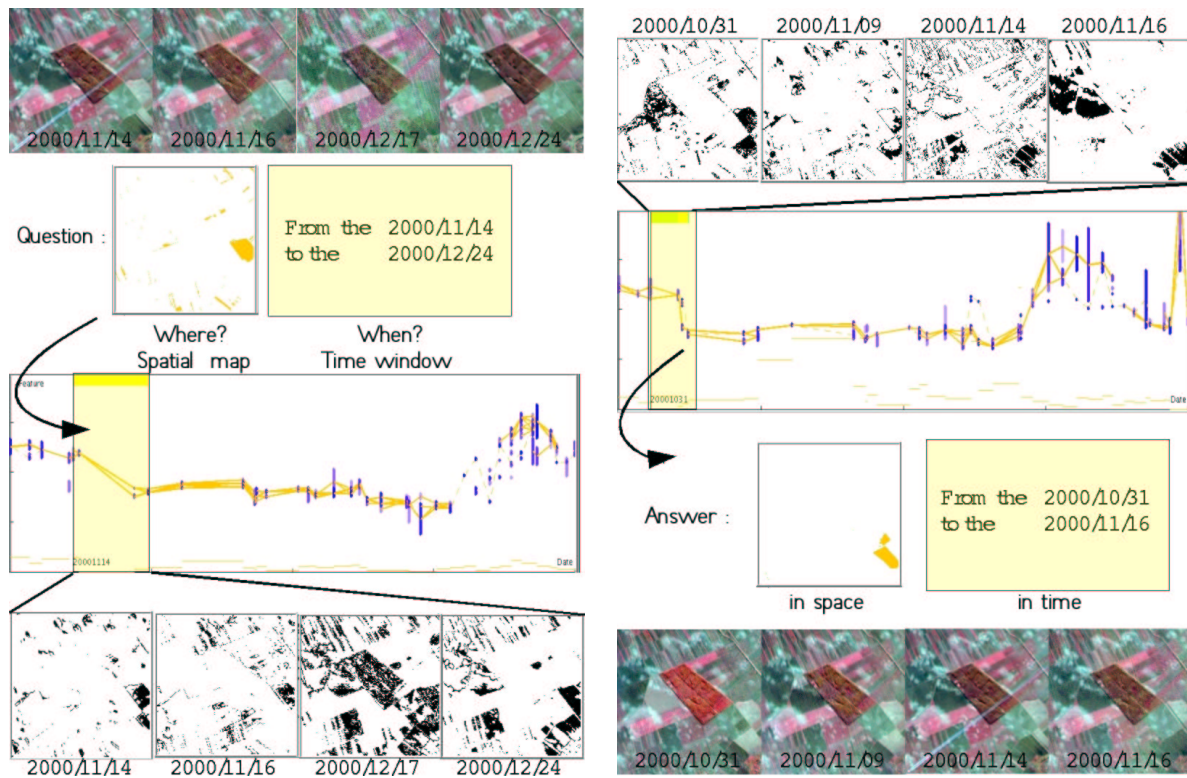 2000/11/14 2000/11/16 2000/12/17 2000/12/24
Question :
From the 2000/11/14
to the 2000/12/24
Where? When?
Spatial map Time window
Feature
20001114 Date
2000/11/14 2000/11/16 2000/12/17 2000/12/24
2000/10/31 2000/11/09 2000/11/14 2000/11/16
20001031 Date
Answer :
From the 2000/10/31
to the 2000/11/16
in space in time
2000/10/31 2000/11/09 2000/11/14 2000/11/16